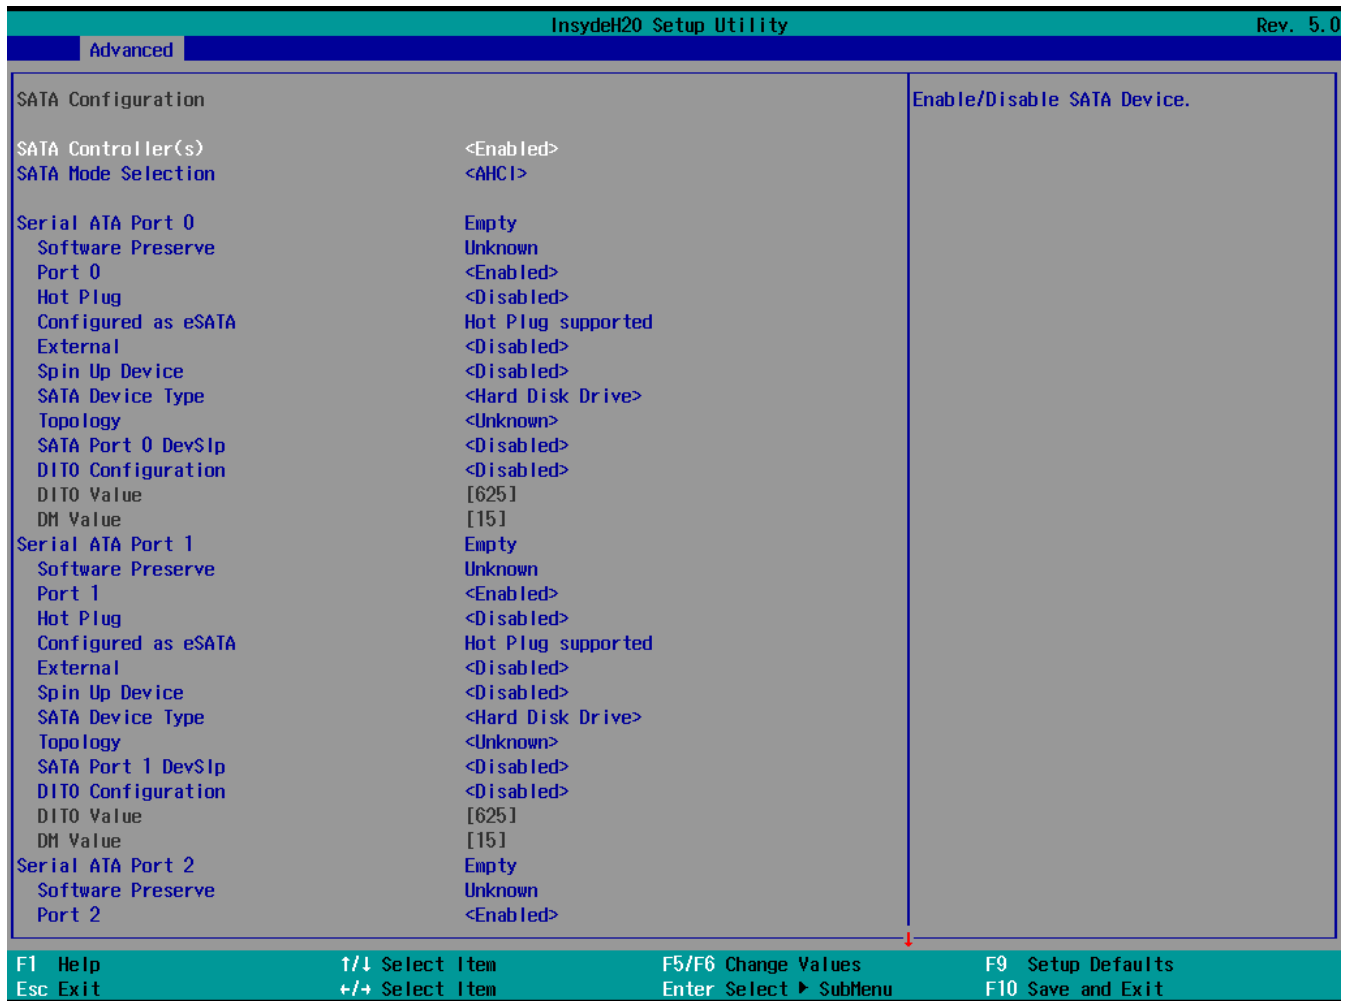 InsydeH20 Setup Utility Rev. 5.0
Advanced
SATA Configuration Enable/Disable SATA Device.
SATA Controller(s) <Enabled>
SATA Mode Selection <AHCI>
Serial ATA Port 0 Empty
Software Preserve Unknown
Port 0 <Enabled>
Hot Plug <Disabled>
Configured as eSATA Hot Plug supported
External <Disabled>
Spin Up Device <Disabled>
SATA Device Type <Hard Disk Drive>
Topology <Unknown>
SATA Port 0 DevSlp <Disabled>
DITO Configuration <Disabled>
DITO Value [625]
DM Value [15]
Serial ATA Port 1 Empty
Software Preserve Unknown
Port 1 <Enabled>
Hot Plug <Disabled>
Configured as eSATA Hot Plug supported
External <Disabled>
Spin Up Device <Disabled>
SATA Device Type <Hard Disk Drive>
Topology <Unknown>
SATA Port 1 DevSlp <Disabled>
DITO Configuration <Disabled>
DITO Value [625]
DM Value [15]
Serial ATA Port 2 Empty
Software Preserve Unknown
Port 2 <Enabled>
F1 Help ↑/↓ Select Item F5/F6 Change Values F9 Setup Defaults
Esc Exit ←/→ Select Item Enter Select ▶ SubMenu F10 Save and Exit